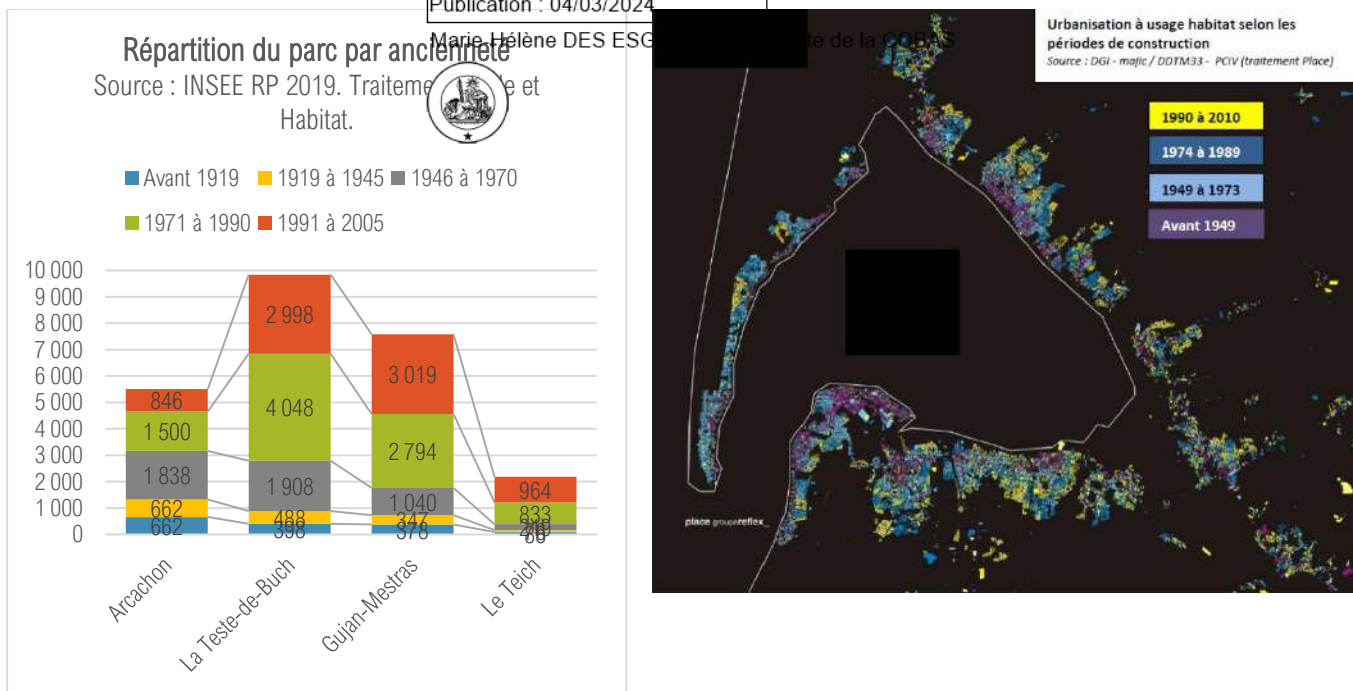 Publication : 04/03/2024
Marie-Hélène DES ESG te de la COBAS
Répartition du parc par ancienneté
Source : INSEE RP 2019. Traiteme e et
Habitat.
Avant 1919 1919 à 1945 1946 à 1970
1971 à 1990 1991 à 2005
10 000
9 000
8 000
7 000
6 000
5 000
4 000
3 000
2 000
1 000
0
846
1 500
1 838
662
662
2 998
4 048
1 908
488
398
3 019
2 794
1 040
347
378
964
833
Arcachon
La Teste-de-Buch
Gujan-Mestras
Le Teich
Urbanisation à usage habitat selon les
périodes de construction
Source : DGI - majic / DDTM33 - PCIV (traitement Place)
1990 à 2010
1974 à 1989
1949 à 1973
Avant 1949
place groupereflex_